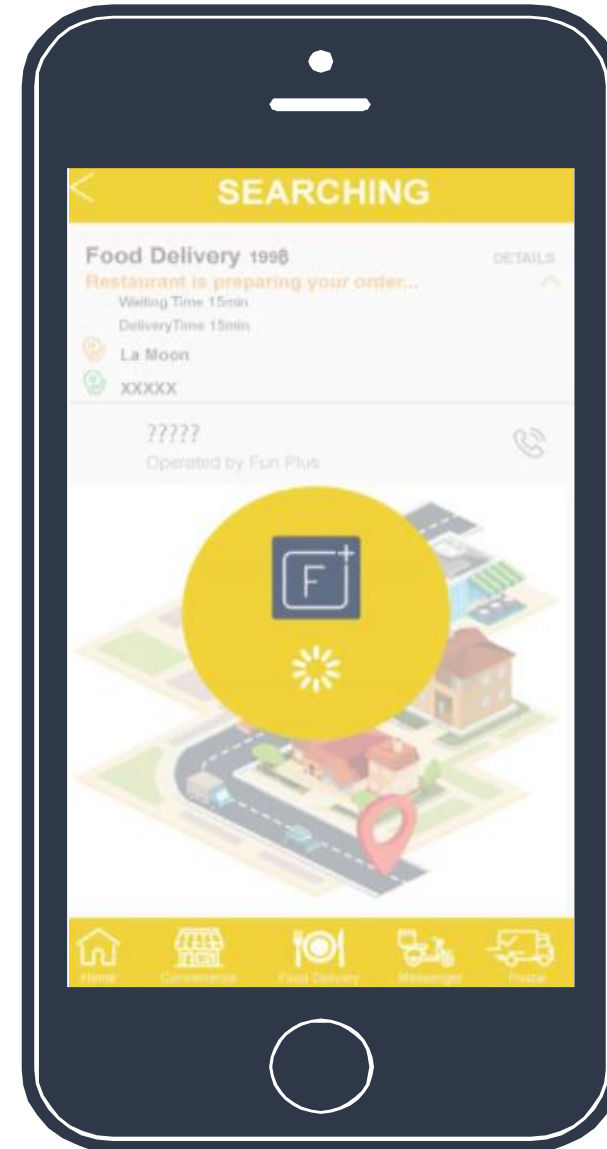 <
SEARCHING
Food Delivery 199฿
DETAILS
Restaurant is preparing your order...
Waiting Time 15min
DeliveryTime 15min
La Moon
XXXXX
?????
Operated by Fun Plus
F+
Home Convenience Food Delivery Messenger Postal